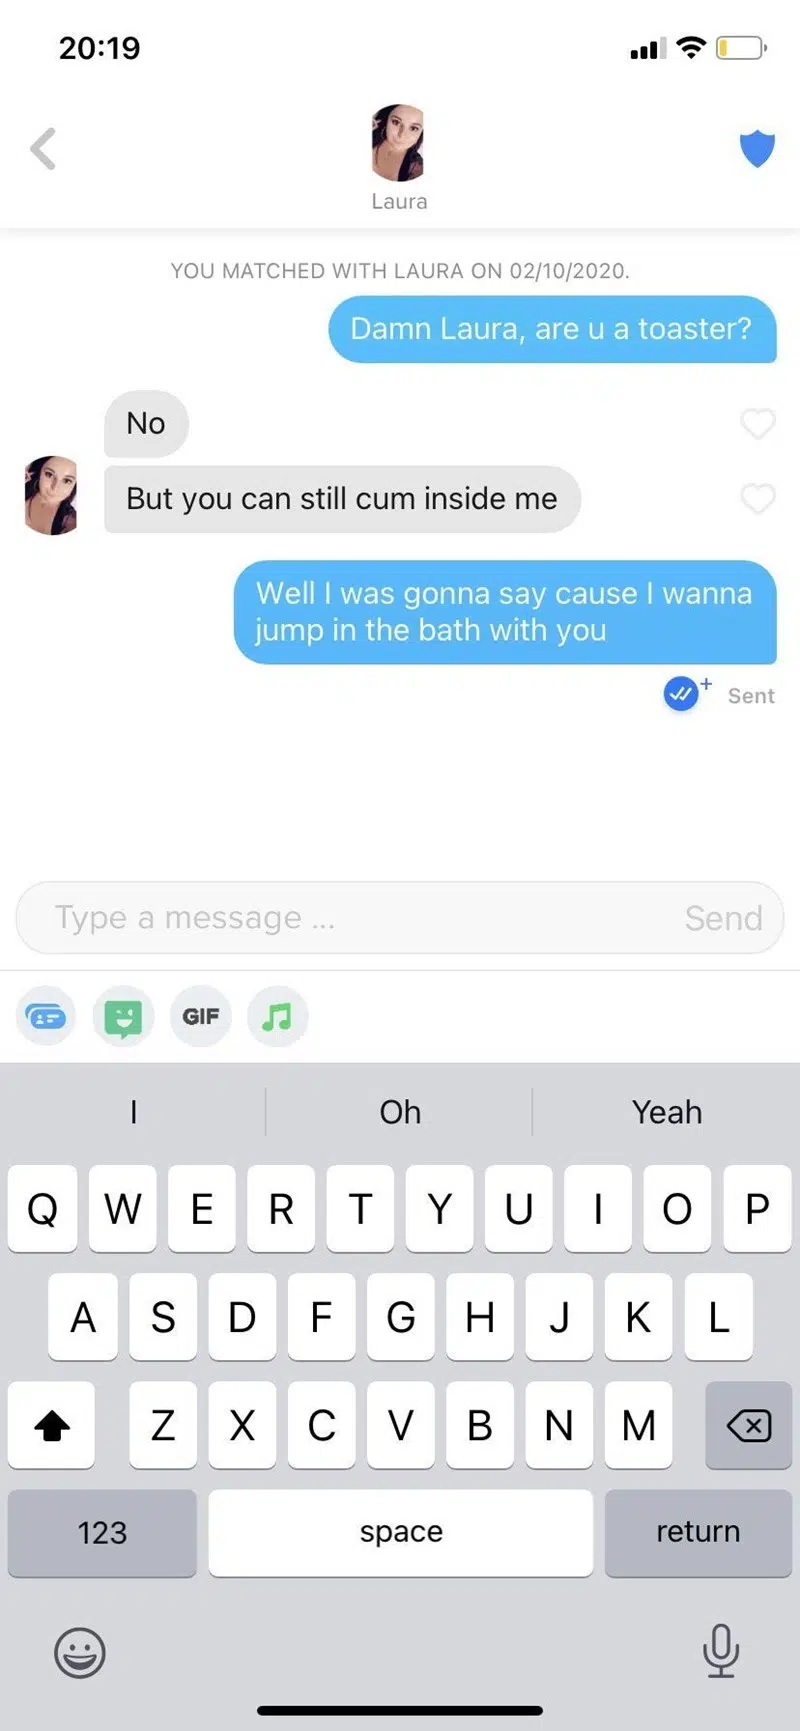 20:19
Laura
YOU MATCHED WITH LAURA ON 02/10/2020.
Damn Laura, are u a toaster?
No
But you can still cum inside me
Well I was gonna say cause I wanna
jump in the bath with you
Sent
Type a message ... Send
GIF
I Oh Yeah
Q W E R T Y U I O P
A S D F G H J K L
Z X C V B N M
123 space return